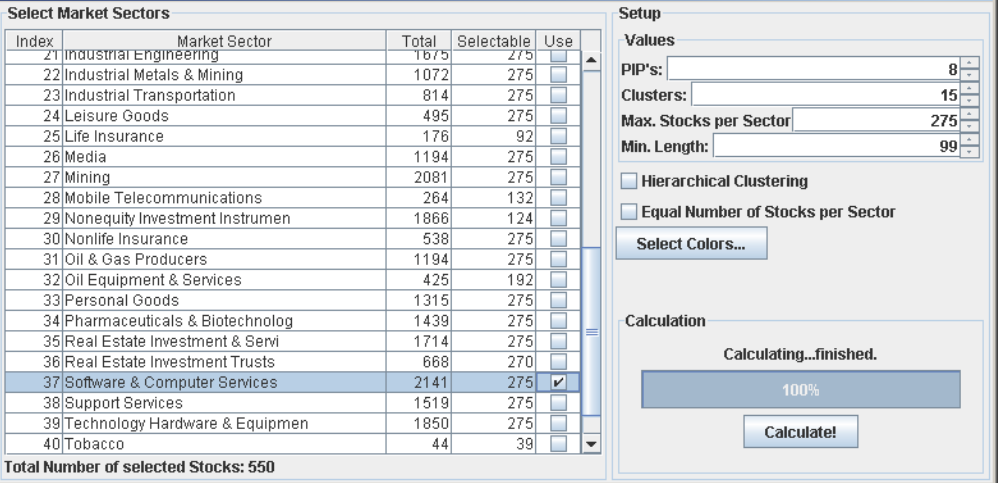 Select Market Sectors
Index Market Sector Total Selectable Use
21 Industrial Engineering 1675 275
22 Industrial Metals & Mining 1072 275
23 Industrial Transportation 814 275
24 Leisure Goods 495 275
25 Life Insurance 176 92
26 Media 1194 275
27 Mining 2081 275
28 Mobile Telecommunications 264 132
29 Nonequity Investment Instrumen 1866 124
30 Nonlife Insurance 538 275
31 Oil & Gas Producers 1194 275
32 Oil Equipment & Services 425 192
33 Personal Goods 1315 275
34 Pharmaceuticals & Biotechnolog 1439 275
35 Real Estate Investment & Servi 1714 275
36 Real Estate Investment Trusts 668 270
37 Software & Computer Services 2141 275
38 Support Services 1519 275
39 Technology Hardware & Equipmen 1850 275
40 Tobacco 44 39
Total Number of selected Stocks: 550
Setup
Values
PIP's: 8
Clusters: 15
Max. Stocks per Sector 275
Min. Length: 99
Hierarchical Clustering
Equal Number of Stocks per Sector
Select Colors...
Calculation
Calculating...finished.
100%
Calculate!